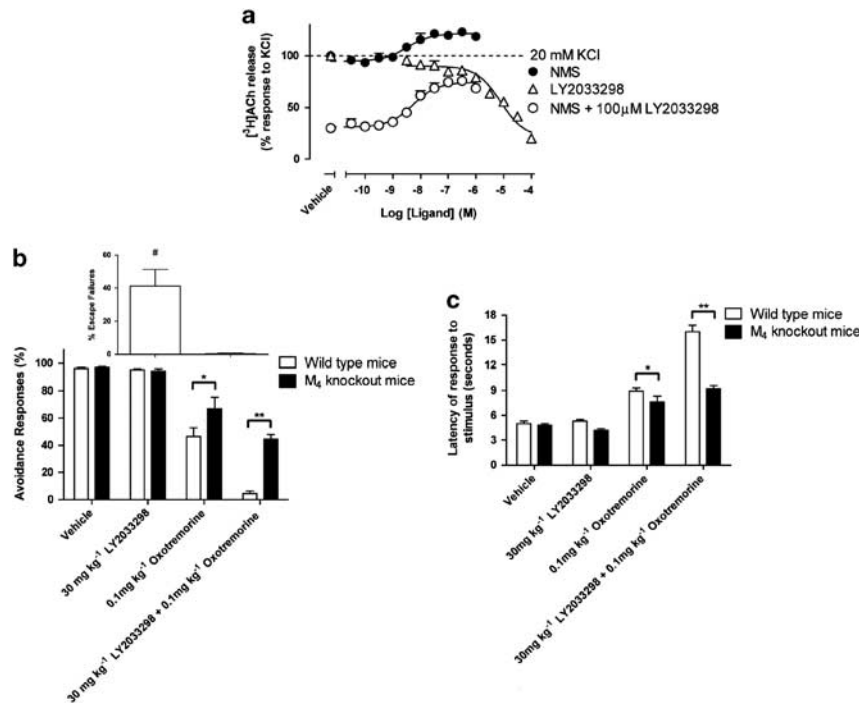 a
[³H]ACh release
(% response to KCl)
100
50
0
20 mM KCl
NMS
LY2033298
NMS + 100µM LY2033298
Vehicle
-10 -9 -8 -7 -6 -5 -4
Log [Ligand] (M)
b
% Escape Failures
60
40
20
0
#
Avoidance Responses (%)
100
80
60
40
20
0
*
**
Wild type mice
M₄ knockout mice
Vehicle
30 mg kg⁻¹ LY2033298
0.1mg kg⁻¹ Oxotremorine
30 mg kg⁻¹ LY2033298 + 0.1mg kg⁻¹ Oxotremorine
c
Latency of response to
stimulus (seconds)
18
15
12
9
6
3
0
*
**
Wild type mice
M₄ knockout mice
Vehicle
30mg kg⁻¹ LY2033298
0.1mg kg⁻¹ Oxotremorine
30mg kg⁻¹ LY2033298 + 0.1mg kg⁻¹ Oxotremorine